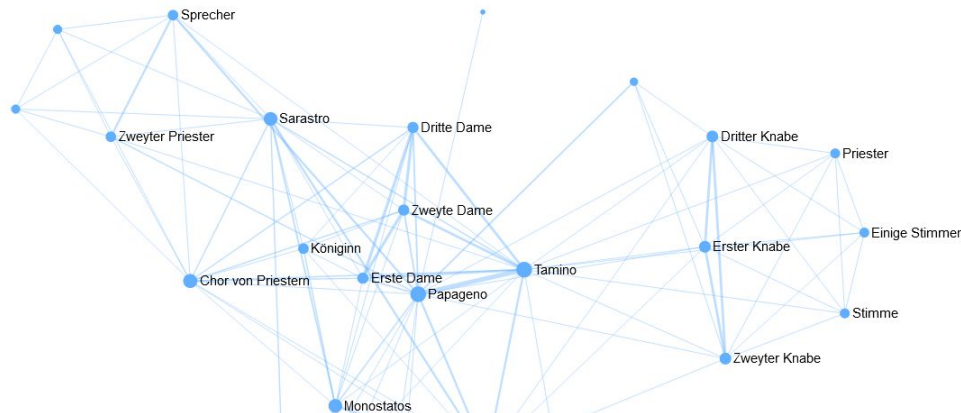 Sprecher
Sarastro
Dritte Dame
Zweyter Priester
Dritter Knabe
Priester
Zweyte Dame
Einige Stimmen
Königinn
Erster Knabe
Chor von Priestern
Erste Dame
Tamino
Papageno
Stimme
Zweyter Knabe
Monostatos